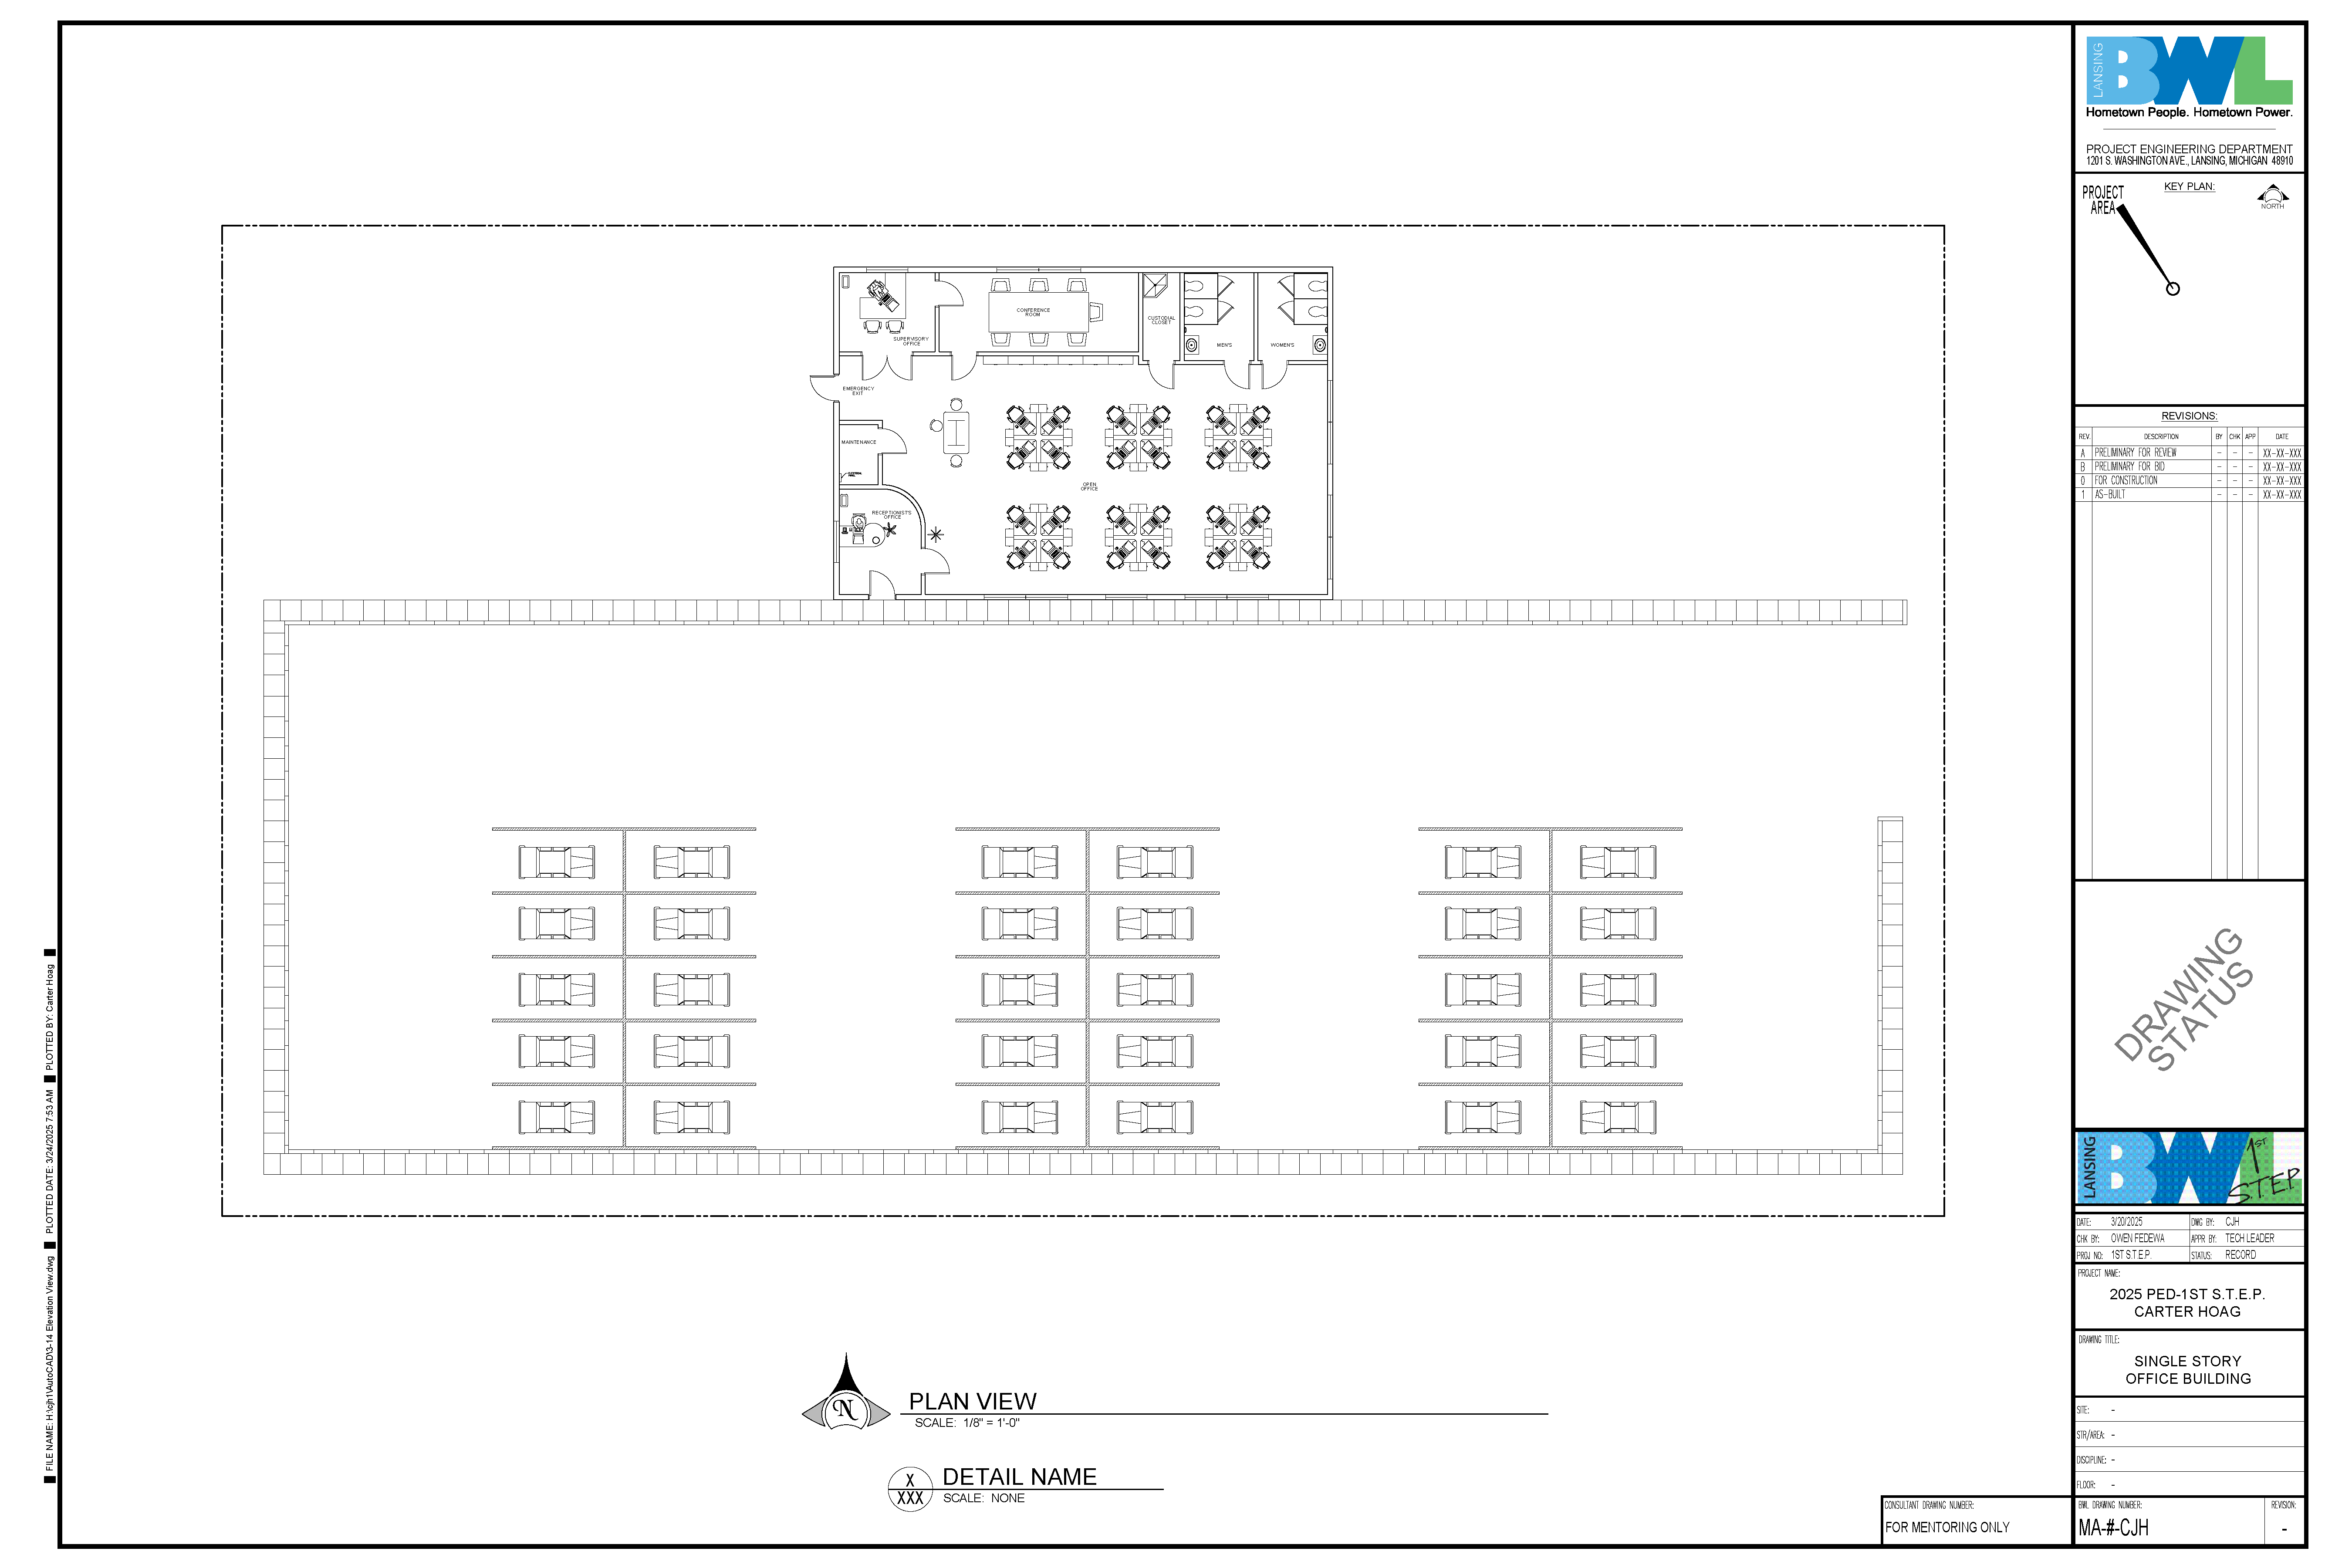 LANSING
BWL
Hometown People. Hometown Power.
PROJECT ENGINEERING DEPARTMENT
1201 S. WASHINGTON AVE., LANSING, MICHIGAN 48910
PROJECT
AREA
KEY PLAN:
NORTH
REVISIONS:
REV. DESCRIPTION BY CHK APP DATE
A PRELIMINARY FOR REVIEW - - - XX-XX-XXX
B PRELIMINARY FOR BID - - - XX-XX-XXX
0 FOR CONSTRUCTION - - - XX-XX-XXX
1 AS-BUILT - - - XX-XX-XXX
DRAWING
STATUS
LANSING
BWL
1ST
S.T.E.P
DATE: 3/20/2025 DWG BY: CJH
CHK BY: OWEN FEDEWA APPR BY: TECH LEADER
PROJ NO: 1ST S.T.E.P. STATUS: RECORD
PROJECT NAME:
2025 PED-1ST S.T.E.P.
CARTER HOAG
DRAWING TITLE:
SINGLE STORY
OFFICE BUILDING
SITE: -
STR/AREA: -
DISCIPLINE: -
FLOOR: -
CONSULTANT DRAWING NUMBER:
FOR MENTORING ONLY
BWL DRAWING NUMBER:
MA-#-CJH
REVISION:
-
SUPERVISORY
OFFICE
CONFERENCE
ROOM
CUSTODIAL
CLOSET
MEN'S
WOMEN'S
EMERGENCY
EXIT
MAINTENANCE
RECEPTIONIST'S
OFFICE
OPEN
OFFICE
N
PLAN VIEW
SCALE: 1/8" = 1'-0"
X
XXX
DETAIL NAME
SCALE: NONE
FILE NAME: H:\cjh1\AutoCAD\3-14 Elevation View.dwg PLOTTED DATE: 3/24/2025 7:53 AM PLOTTED BY: Carter Hoag